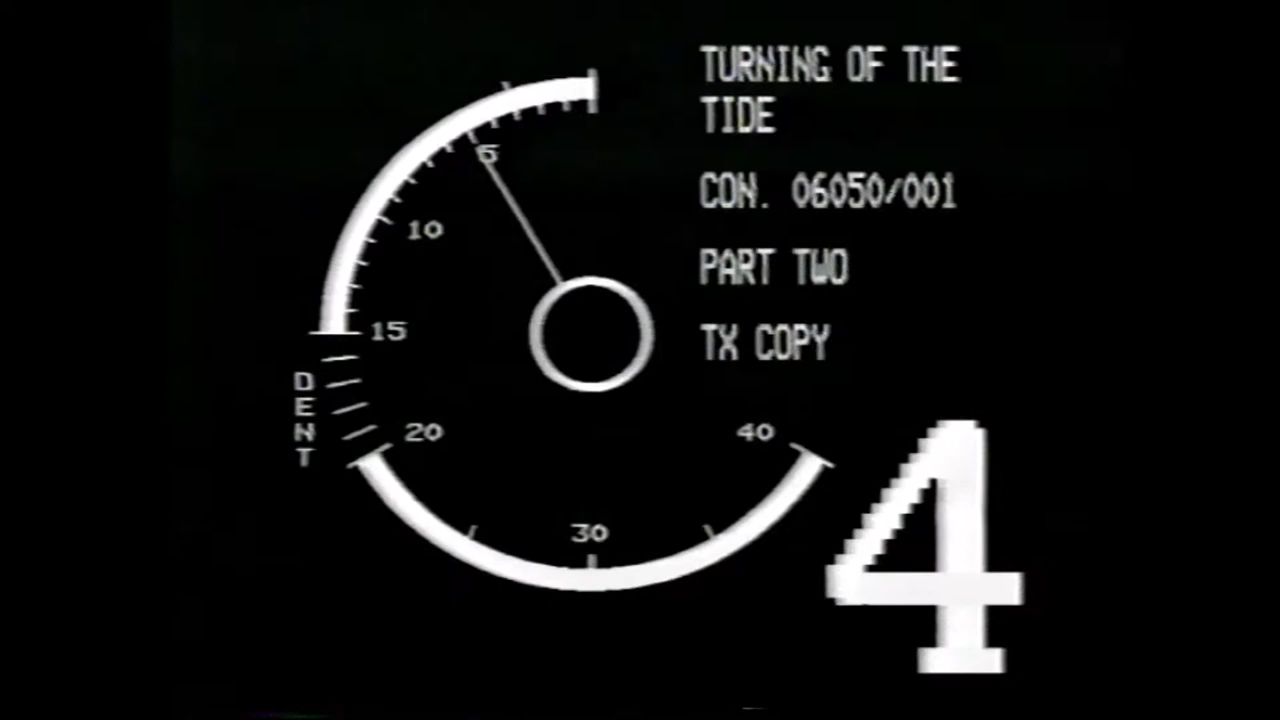 TURNING OF THE
TIDE
CON. 06050/001
PART TWO
TX COPY
5
10
15
DENT
20
30
40
4